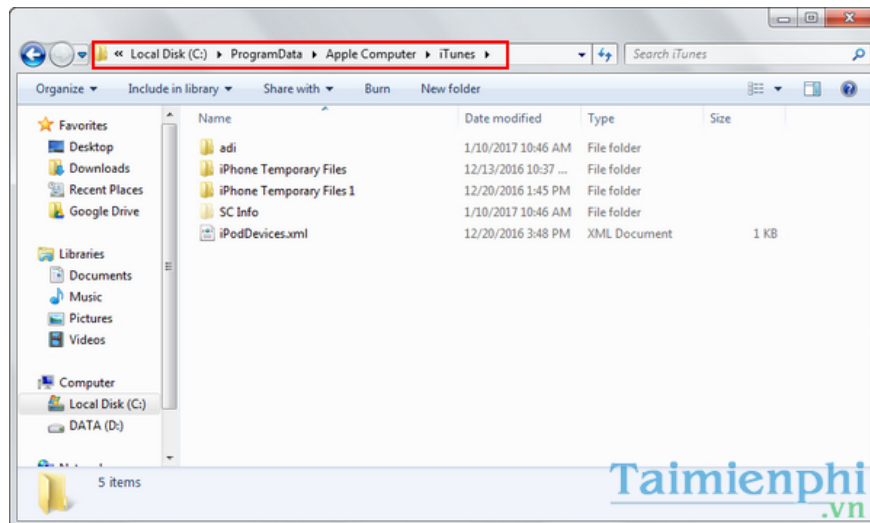 « Local Disk (C:) ▸ ProgramData ▸ Apple Computer ▸ iTunes ▸ Search iTunes
Organize Include in library Share with Burn New folder
Favorites
Desktop
Downloads
Recent Places
Google Drive
Libraries
Documents
Music
Pictures
Videos
Computer
Local Disk (C:)
DATA (D:)
Name Date modified Type Size
adi 1/10/2017 10:46 AM File folder
iPhone Temporary Files 12/13/2016 10:37 ... File folder
iPhone Temporary Files 1 12/20/2016 1:45 PM File folder
SC Info 1/10/2017 10:46 AM File folder
iPodDevices.xml 12/20/2016 3:48 PM XML Document 1 KB
5 items
Taimienphi
.vn